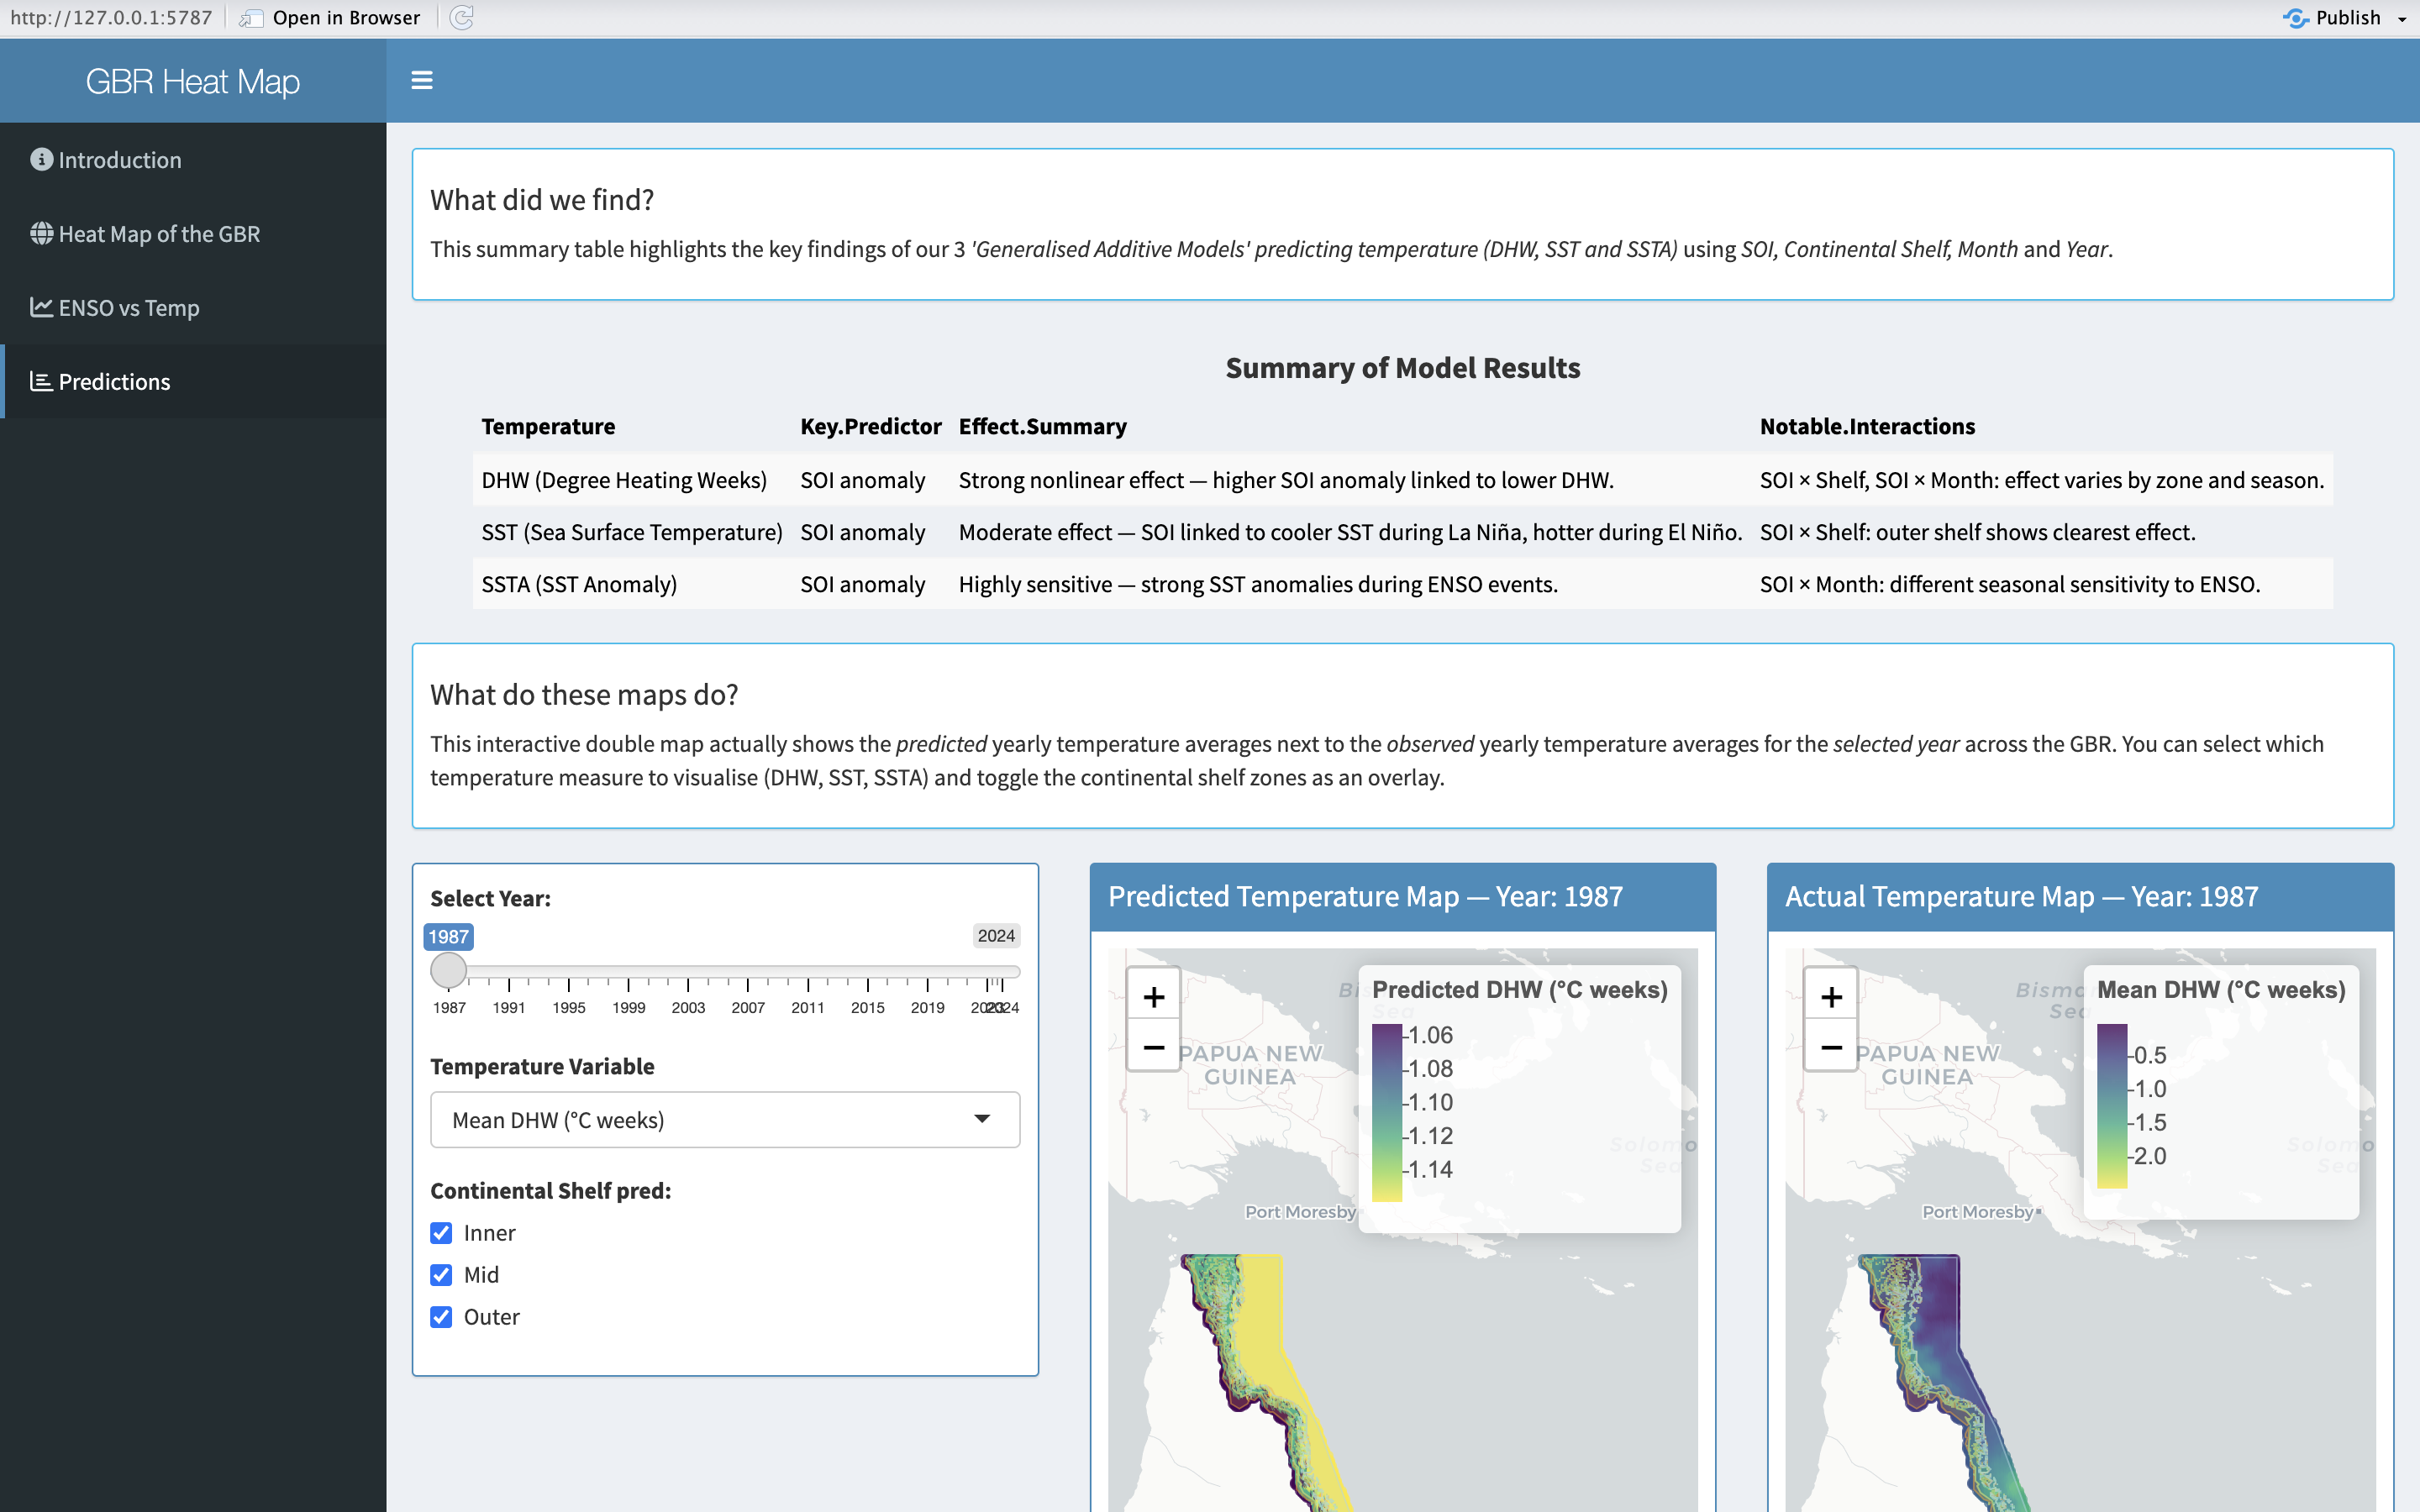 http://127.0.0.1:5787 Open in Browser Publish
GBR Heat Map
Introduction
Heat Map of the GBR
ENSO vs Temp
Predictions
What did we find?
This summary table highlights the key findings of our 3 'Generalised Additive Models' predicting temperature (DHW, SST and SSTA) using SOI, Continental Shelf, Month and Year.
Summary of Model Results
Temperature Key.Predictor Effect.Summary Notable.Interactions
DHW (Degree Heating Weeks) SOI anomaly Strong nonlinear effect — higher SOI anomaly linked to lower DHW. SOI × Shelf, SOI × Month: effect varies by zone and season.
SST (Sea Surface Temperature) SOI anomaly Moderate effect — SOI linked to cooler SST during La Niña, hotter during El Niño. SOI × Shelf: outer shelf shows clearest effect.
SSTA (SST Anomaly) SOI anomaly Highly sensitive — strong SST anomalies during ENSO events. SOI × Month: different seasonal sensitivity to ENSO.
What do these maps do?
This interactive double map actually shows the predicted yearly temperature averages next to the observed yearly temperature averages for the selected year across the GBR. You can select which
temperature measure to visualise (DHW, SST, SSTA) and toggle the continental shelf zones as an overlay.
Select Year:
1987 2024
1987 1991 1995 1999 2003 2007 2011 2015 2019 2023 2024
Temperature Variable
Mean DHW (°C weeks)
Continental Shelf pred:
Inner
Mid
Outer
Predicted Temperature Map — Year: 1987
+
−
Predicted DHW (°C weeks)
1.06
1.08
1.10
1.12
1.14
PAPUA NEW
GUINEA
Port Moresby
Solomo
Sea
Actual Temperature Map — Year: 1987
+
−
Mean DHW (°C weeks)
0.5
1.0
1.5
2.0
Bisma
Sea
PAPUA NEW
GUINEA
Port Moresby
Solomo
Sea